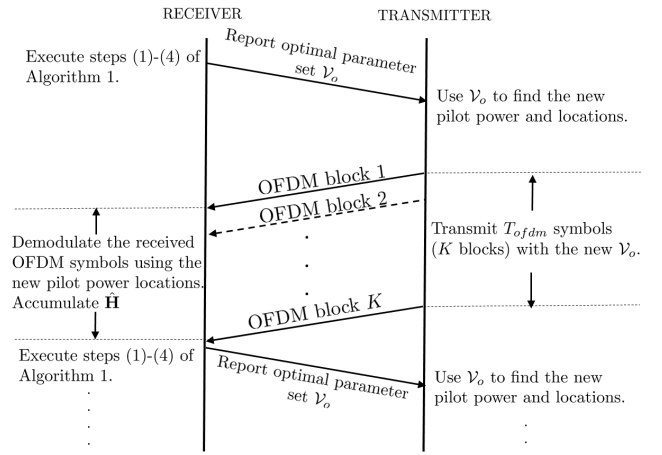 RECEIVER
TRANSMITTER
Execute steps (1)-(4) of
Algorithm 1.
Report optimal parameter
set 𝒱ₒ
Use 𝒱ₒ to find the new
pilot power and locations.
OFDM block 1
OFDM block 2
Demodulate the received
OFDM symbols using the
new pilot power locations.
Accumulate Ĥ
Transmit T_{ofdm} symbols
(K blocks) with the new 𝒱ₒ.
OFDM block K
Execute steps (1)-(4) of
Algorithm 1.
Report optimal parameter
set 𝒱ₒ
Use 𝒱ₒ to find the new
pilot power and locations.